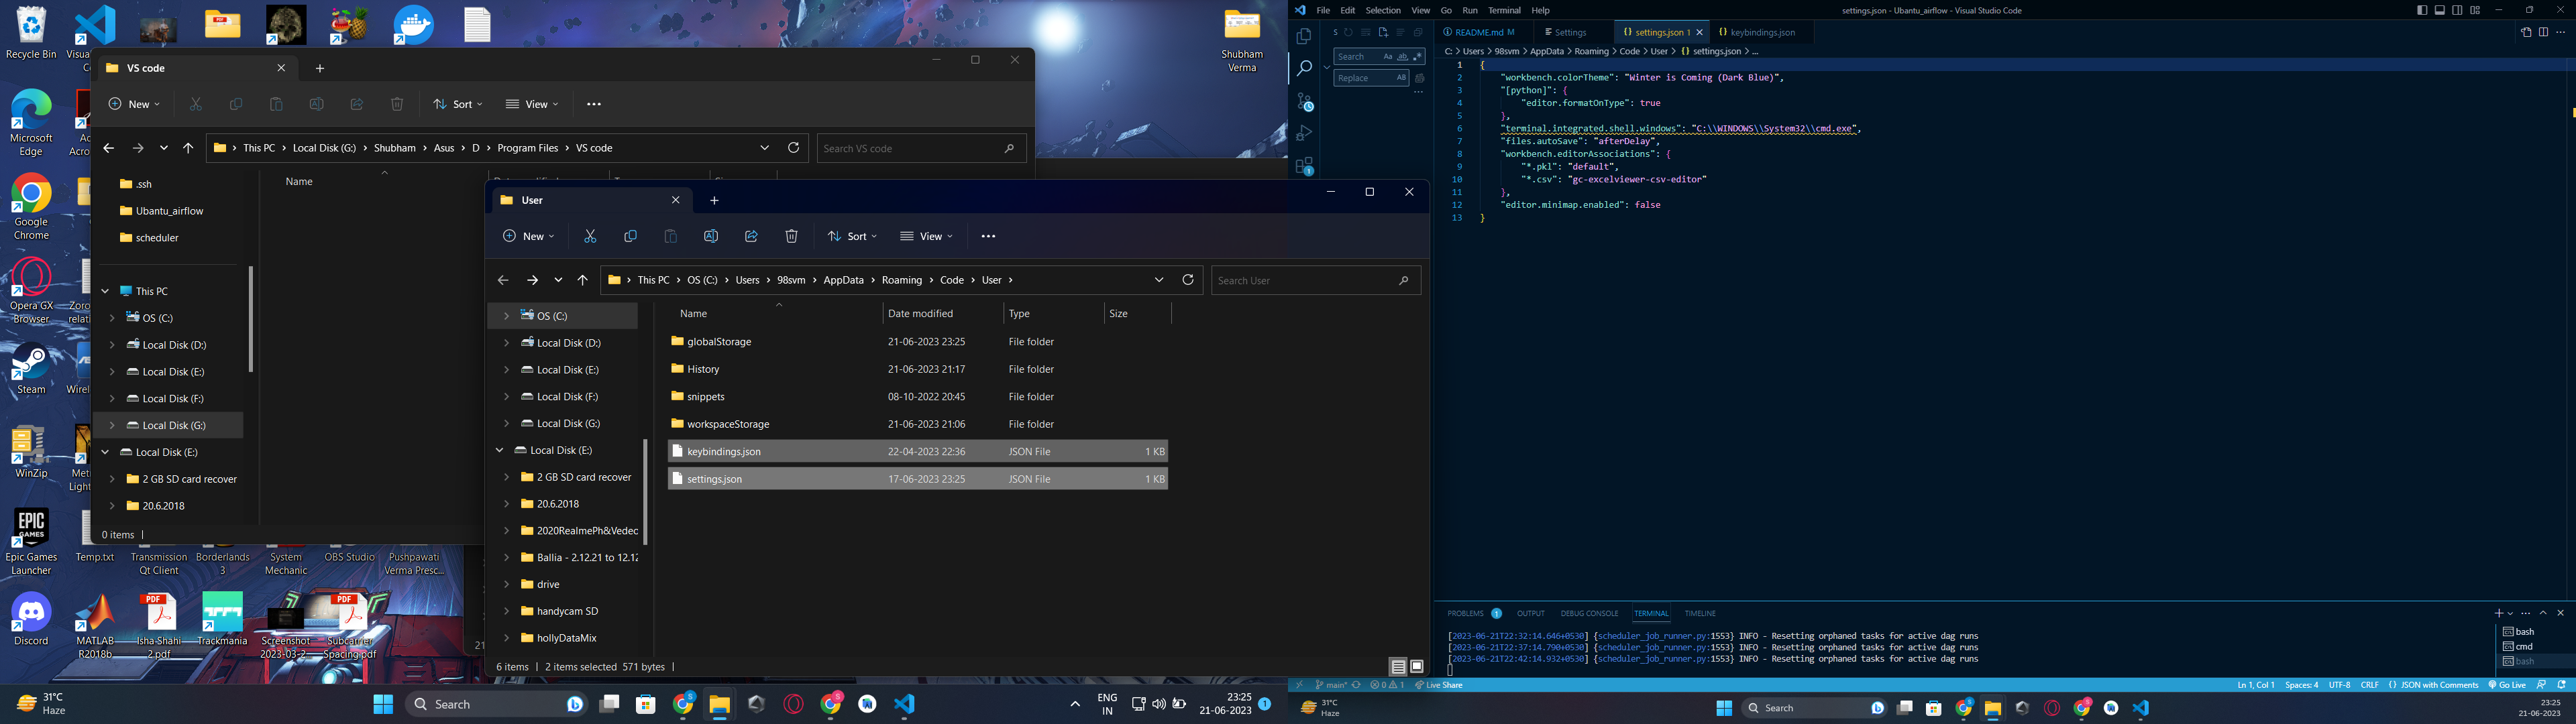 Recycle Bin
Visual
Microsoft
Edge
Google
Chrome
Opera GX
Browser
Steam
WinZip
Epic Games
Launcher
Temp.txt
Transmission
Qt Client
Borderlands
3
System
Mechanic
OBS Studio
Pushpawati
Verma Presc...
Discord
MATLAB
R2018b
Isha Shahi
2.pdf
Trackmania
Screenshot
2023-03-2...
Subcarrier
Spacing.pdf
Shubham
Verma
VS code
New
Sort
View
This PC > Local Disk (G:) > Shubham > Asus > D > Program Files > VS code
Search VS code
Name
.ssh
Ubantu_airflow
scheduler
This PC
OS (C:)
Local Disk (D:)
Local Disk (E:)
Local Disk (F:)
Local Disk (G:)
Local Disk (E:)
2 GB SD card recover
20.6.2018
0 items
User
New
Sort
View
This PC > OS (C:) > Users > 98svm > AppData > Roaming > Code > User >
Search User
Name Date modified Type Size
OS (C:)
Local Disk (D:)
Local Disk (E:)
Local Disk (F:)
Local Disk (G:)
Local Disk (E:)
2 GB SD card recover
20.6.2018
2020RealmePh&Vedec
Ballia - 2.12.21 to 12.12
drive
handycam SD
hollyDataMix
globalStorage 21-06-2023 23:25 File folder
History 21-06-2023 21:17 File folder
snippets 08-10-2022 20:45 File folder
workspaceStorage 21-06-2023 21:06 File folder
keybindings.json 22-04-2023 22:36 JSON File 1 KB
settings.json 17-06-2023 23:25 JSON File 1 KB
6 items 2 items selected 571 bytes
31°C
Haze
Search
ENG
IN
23:25
21-06-2023
File Edit Selection View Go Run Terminal Help
settings.json - Ubantu_airflow - Visual Studio Code
Search
Replace
README.md M
Settings
settings.json 1
keybindings.json
C: > Users > 98svm > AppData > Roaming > Code > User > {} settings.json > ...
1 {
2 "workbench.colorTheme": "Winter is Coming (Dark Blue)",
3 "[python]": {
4 "editor.formatOnType": true
5 },
6 "terminal.integrated.shell.windows": "C:\\WINDOWS\\System32\\cmd.exe",
7 "files.autoSave": "afterDelay",
8 "workbench.editorAssociations": {
9 "*.pkl": "default",
10 "*.csv": "gc-excelviewer-csv-editor"
11 },
12 "editor.minimap.enabled": false
13 }
PROBLEMS 1 OUTPUT DEBUG CONSOLE TERMINAL TIMELINE
[2023-06-21T22:32:14.646+0530] {scheduler_job_runner.py:1553} INFO - Resetting orphaned tasks for active dag runs
[2023-06-21T22:37:14.790+0530] {scheduler_job_runner.py:1553} INFO - Resetting orphaned tasks for active dag runs
[2023-06-21T22:42:14.932+0530] {scheduler_job_runner.py:1553} INFO - Resetting orphaned tasks for active dag runs
bash
cmd
bash
main* 0 1 Live Share
Ln 1, Col 1 Spaces: 4 UTF-8 CRLF {} JSON with Comments Go Live
31°C
Haze
Search
23:25
21-06-2023